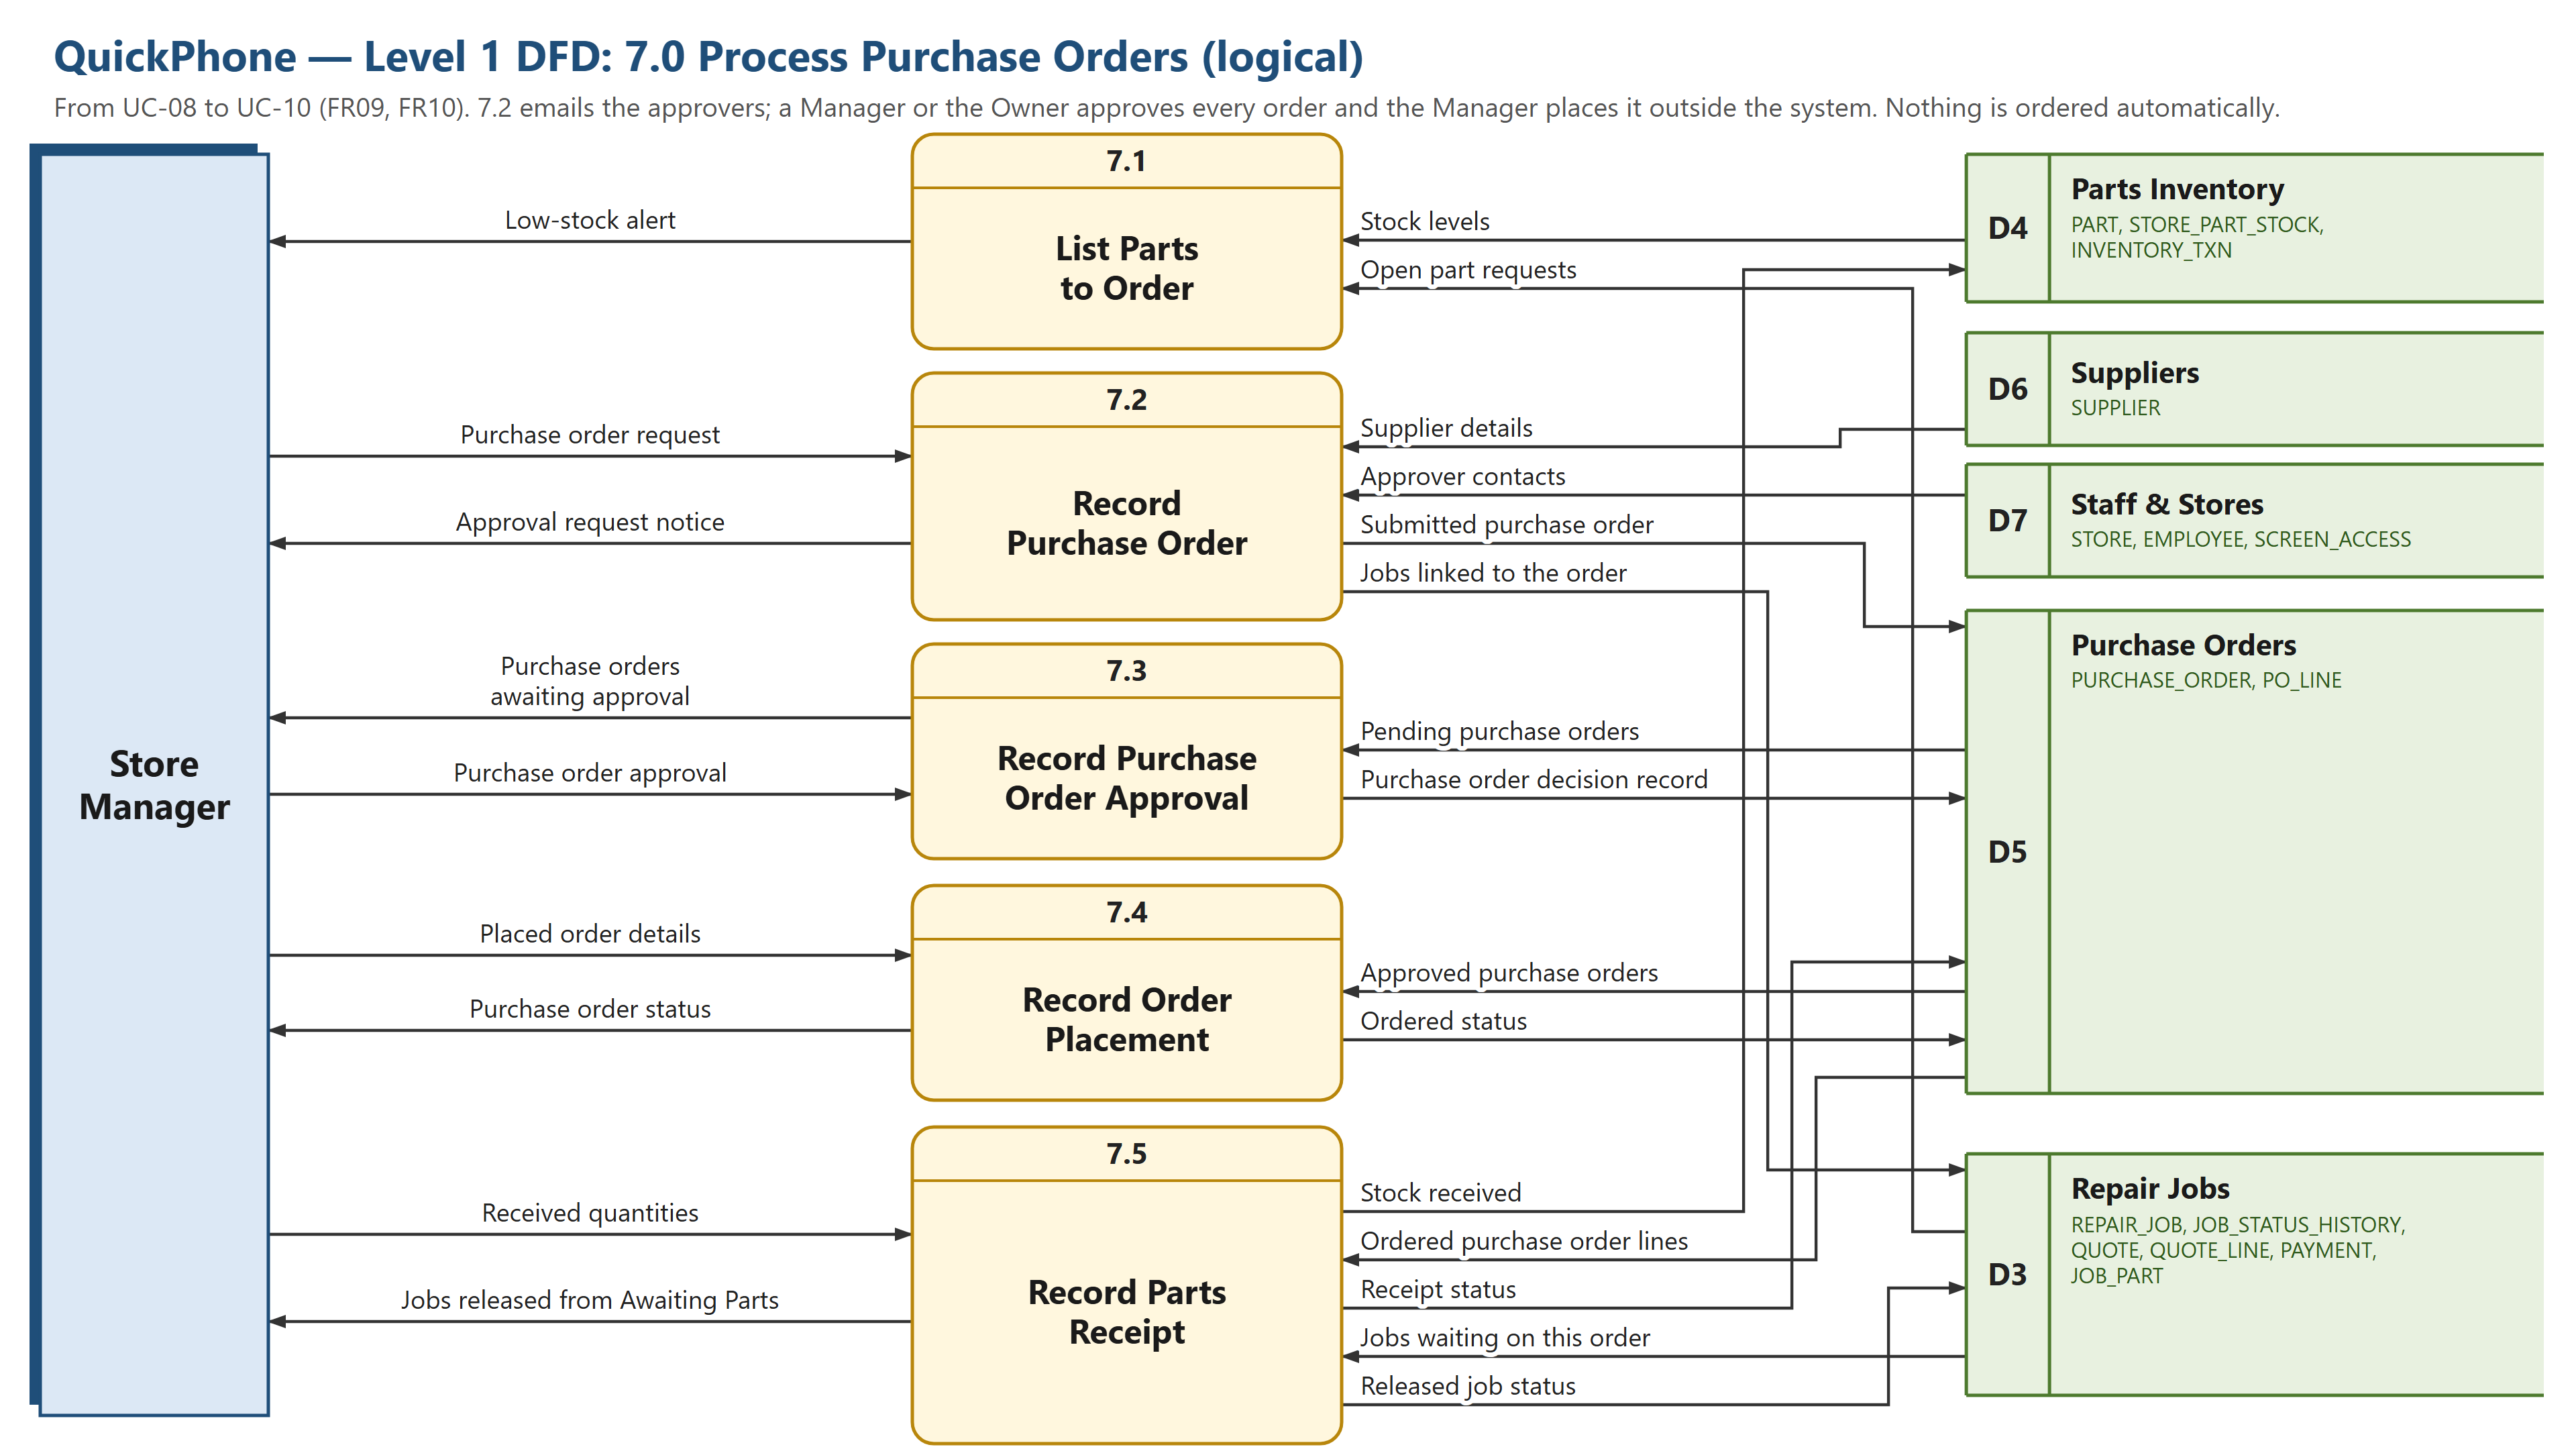 QuickPhone — Level 1 DFD: 7.0 Process Purchase Orders (logical)
From UC-08 to UC-10 (FR09, FR10). 7.2 emails the approvers; a Manager or the Owner approves every order and the Manager places it outside the system. Nothing is ordered automatically.
Store
Manager
Low-stock alert
Purchase order request
Approval request notice
Purchase orders
awaiting approval
Purchase order approval
Placed order details
Purchase order status
Received quantities
Jobs released from Awaiting Parts
7.1
List Parts
to Order
7.2
Record
Purchase Order
7.3
Record Purchase
Order Approval
7.4
Record Order
Placement
7.5
Record Parts
Receipt
Stock levels
Open part requests
Supplier details
Approver contacts
Submitted purchase order
Jobs linked to the order
Pending purchase orders
Purchase order decision record
Approved purchase orders
Ordered status
Stock received
Ordered purchase order lines
Receipt status
Jobs waiting on this order
Released job status
D4
Parts Inventory
PART, STORE_PART_STOCK,
INVENTORY_TXN
D6
Suppliers
SUPPLIER
D7
Staff & Stores
STORE, EMPLOYEE, SCREEN_ACCESS
D5
Purchase Orders
PURCHASE_ORDER, PO_LINE
D3
Repair Jobs
REPAIR_JOB, JOB_STATUS_HISTORY,
QUOTE, QUOTE_LINE, PAYMENT,
JOB_PART